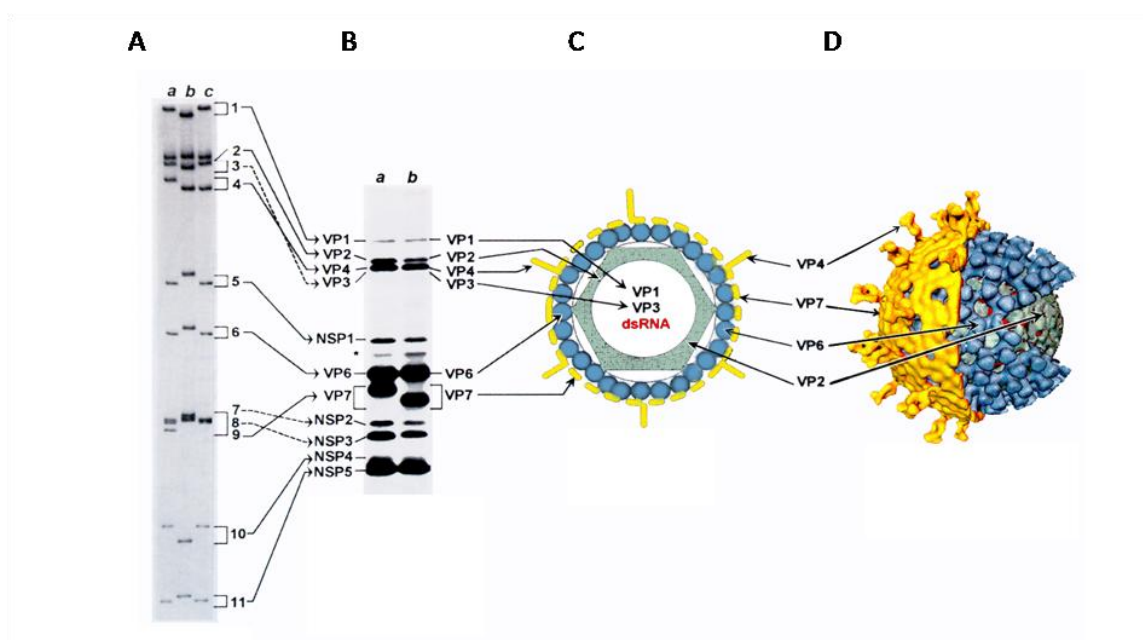 A B C D
a b c
1
2
3
4
5
6
7
8
9
10
11
a b
VP1
VP2
VP4
VP3
NSP1
*
VP6
VP7
NSP2
NSP3
NSP4
NSP5
VP1
VP2
VP4
VP3
VP6
VP7
VP1
VP3
dsRNA
VP4
VP7
VP6
VP2